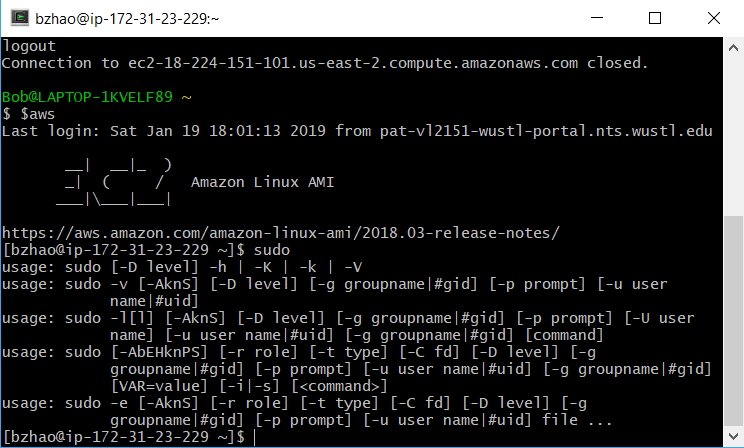 bzhao@ip-172-31-23-229:~
logout
Connection to ec2-18-224-151-101.us-east-2.compute.amazonaws.com closed.
Bob@LAPTOP-1KVELF89 ~
$ $aws
Last login: Sat Jan 19 18:01:13 2019 from pat-vl2151-wustl-portal.nts.wustl.edu
       __|  __|_  )
       _|  (     /   Amazon Linux AMI
      ___|\___|___|
https://aws.amazon.com/amazon-linux-ami/2018.03-release-notes/
[bzhao@ip-172-31-23-229 ~]$ sudo
usage: sudo [-D level] -h | -K | -k | -V
usage: sudo -v [-AknS] [-D level] [-g groupname|#gid] [-p prompt] [-u user
            name|#uid]
usage: sudo -l[l] [-AknS] [-D level] [-g groupname|#gid] [-p prompt] [-U user
            name] [-u user name|#uid] [-g groupname|#gid] [command]
usage: sudo [-AbEHknPS] [-r role] [-t type] [-C fd] [-D level] [-g
            groupname|#gid] [-p prompt] [-u user name|#uid] [-g groupname|#gid]
            [VAR=value] [-i|-s] [<command>]
usage: sudo -e [-AknS] [-r role] [-t type] [-C fd] [-D level] [-g
            groupname|#gid] [-p prompt] [-u user name|#uid] file ...
[bzhao@ip-172-31-23-229 ~]$